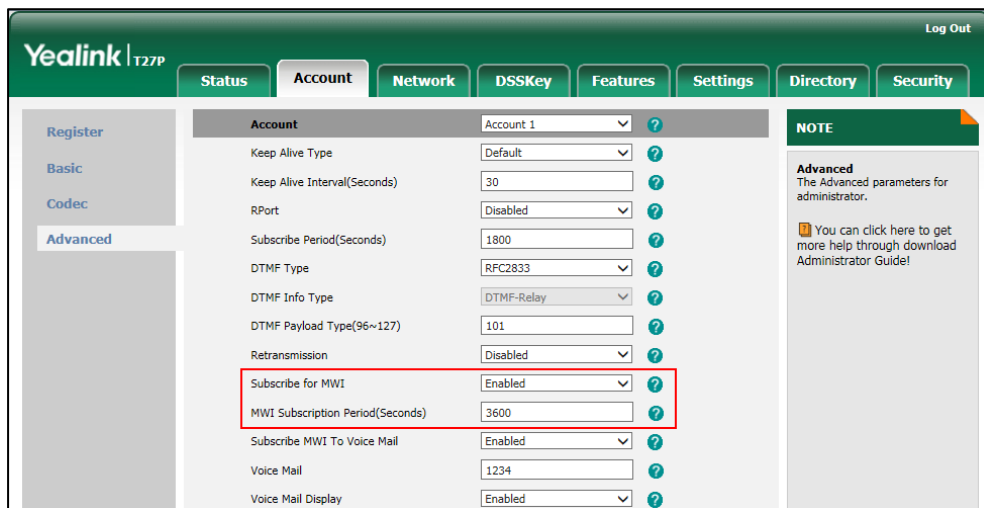 Log Out
Yealink T27P
Status Account Network DSSKey Features Settings Directory Security
Register
Basic
Codec
Advanced
Account Account 1
Keep Alive Type Default
Keep Alive Interval(Seconds) 30
RPort Disabled
Subscribe Period(Seconds) 1800
DTMF Type RFC2833
DTMF Info Type DTMF-Relay
DTMF Payload Type(96~127) 101
Retransmission Disabled
Subscribe for MWI Enabled
MWI Subscription Period(Seconds) 3600
Subscribe MWI To Voice Mail Enabled
Voice Mail 1234
Voice Mail Display Enabled
NOTE
Advanced
The Advanced parameters for
administrator.
You can click here to get
more help through download
Administrator Guide!